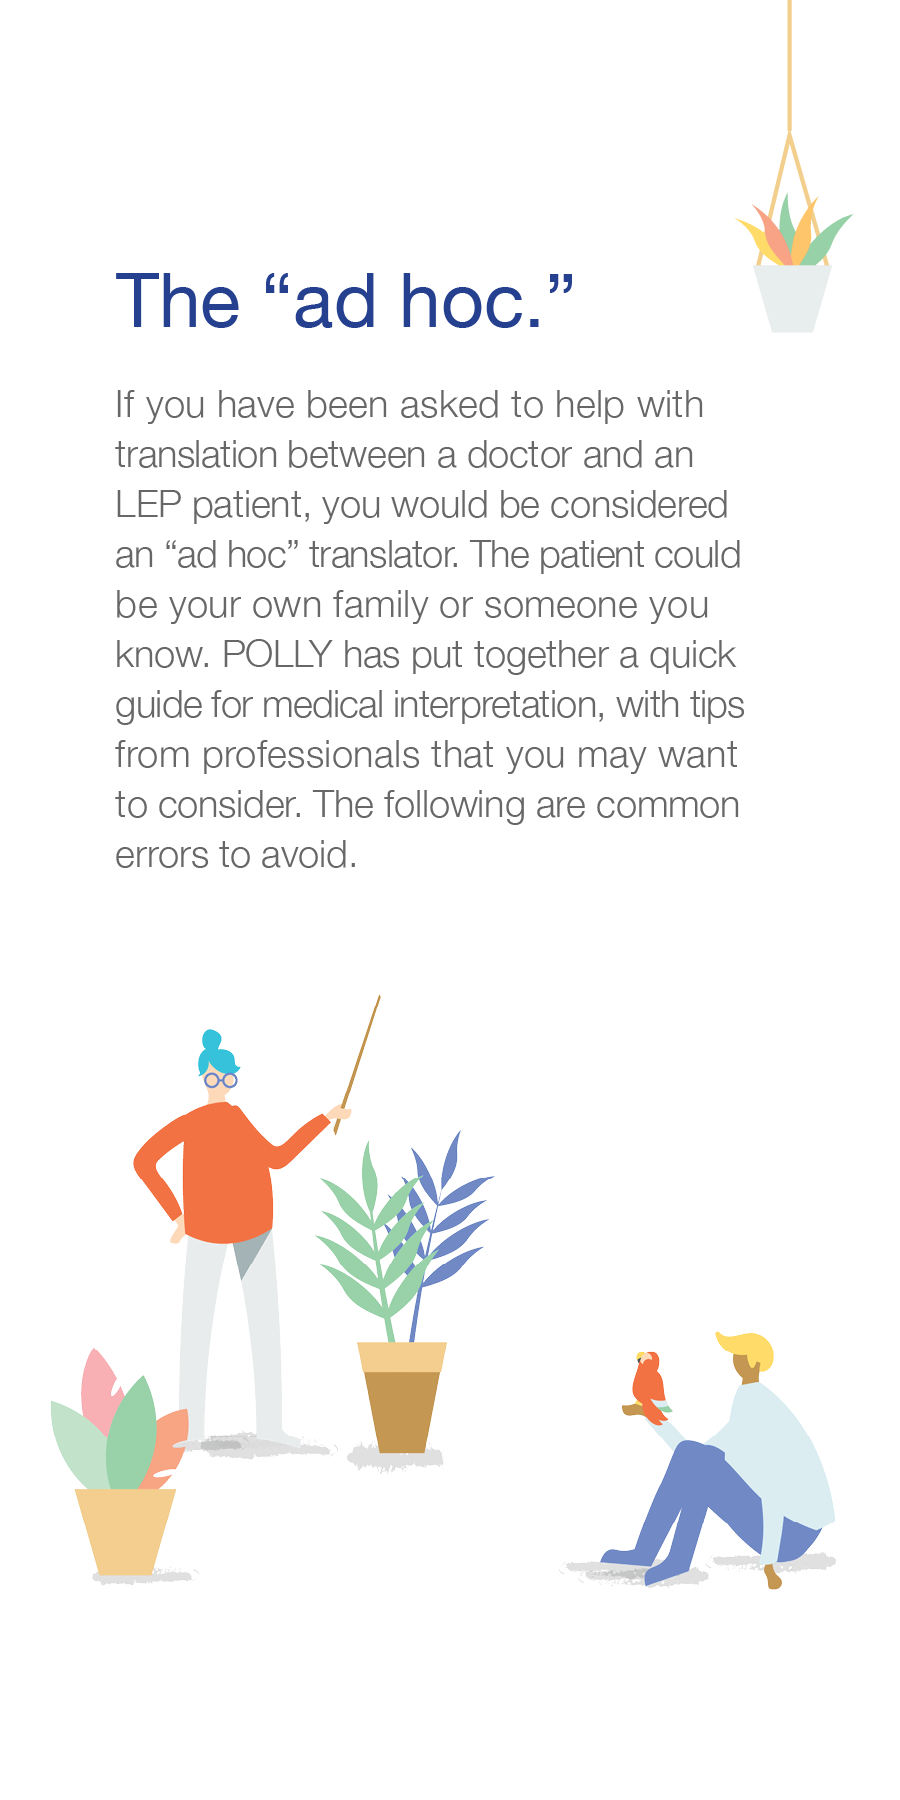 The “ad hoc.”
If you have been asked to help with
translation between a doctor and an
LEP patient, you would be considered
an “ad hoc” translator. The patient could
be your own family or someone you
know. POLLY has put together a quick
guide for medical interpretation, with tips
from professionals that you may want
to consider. The following are common
errors to avoid.